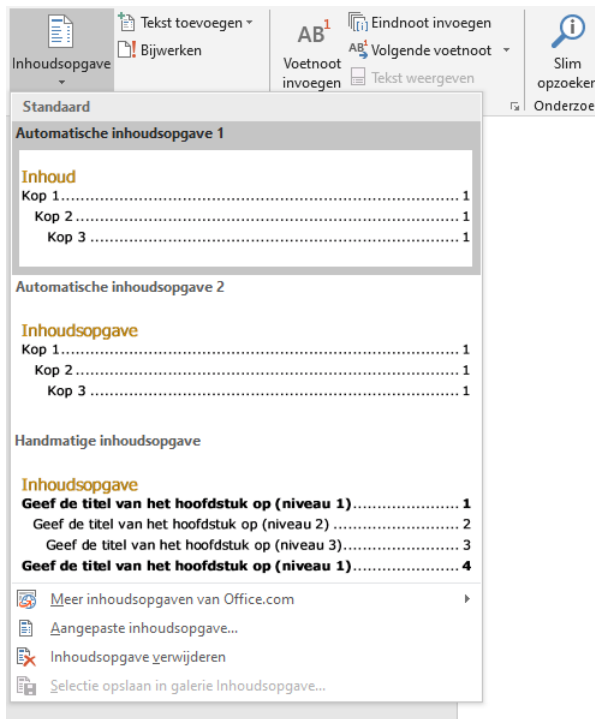 Inhoudsopgave
Tekst toevoegen
Bijwerken
AB1
Voetnoot
invoegen
Eindnoot invoegen
AB1 Volgende voetnoot
Tekst weergeven
Slim
opzoeken
Onderzoe
Standaard
Automatische inhoudsopgave 1
Inhoud
Kop 1.......................................................................... 1
Kop 2....................................................................... 1
Kop 3 .................................................................... 1
Automatische inhoudsopgave 2
Inhoudsopgave
Kop 1.......................................................................... 1
Kop 2....................................................................... 1
Kop 3 .................................................................... 1
Handmatige inhoudsopgave
Inhoudsopgave
Geef de titel van het hoofdstuk op (niveau 1).................... 1
Geef de titel van het hoofdstuk op (niveau 2) ....................... 2
Geef de titel van het hoofdstuk op (niveau 3)..................... 3
Geef de titel van het hoofdstuk op (niveau 1).................... 4
Meer inhoudsopgaven van Office.com
Aangepaste inhoudsopgave...
Inhoudsopgave verwijderen
Selectie opslaan in galerie Inhoudsopgave...